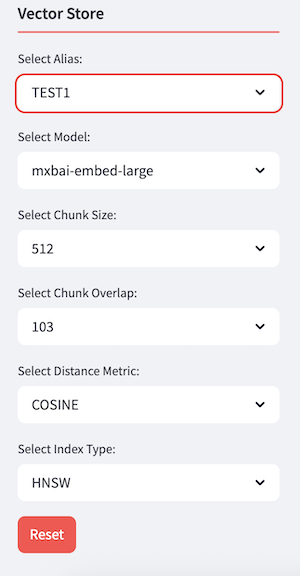 Vector Store
Select Alias:
TEST1
Select Model:
mxbai-embed-large
Select Chunk Size:
512
Select Chunk Overlap:
103
Select Distance Metric:
COSINE
Select Index Type:
HNSW
Reset